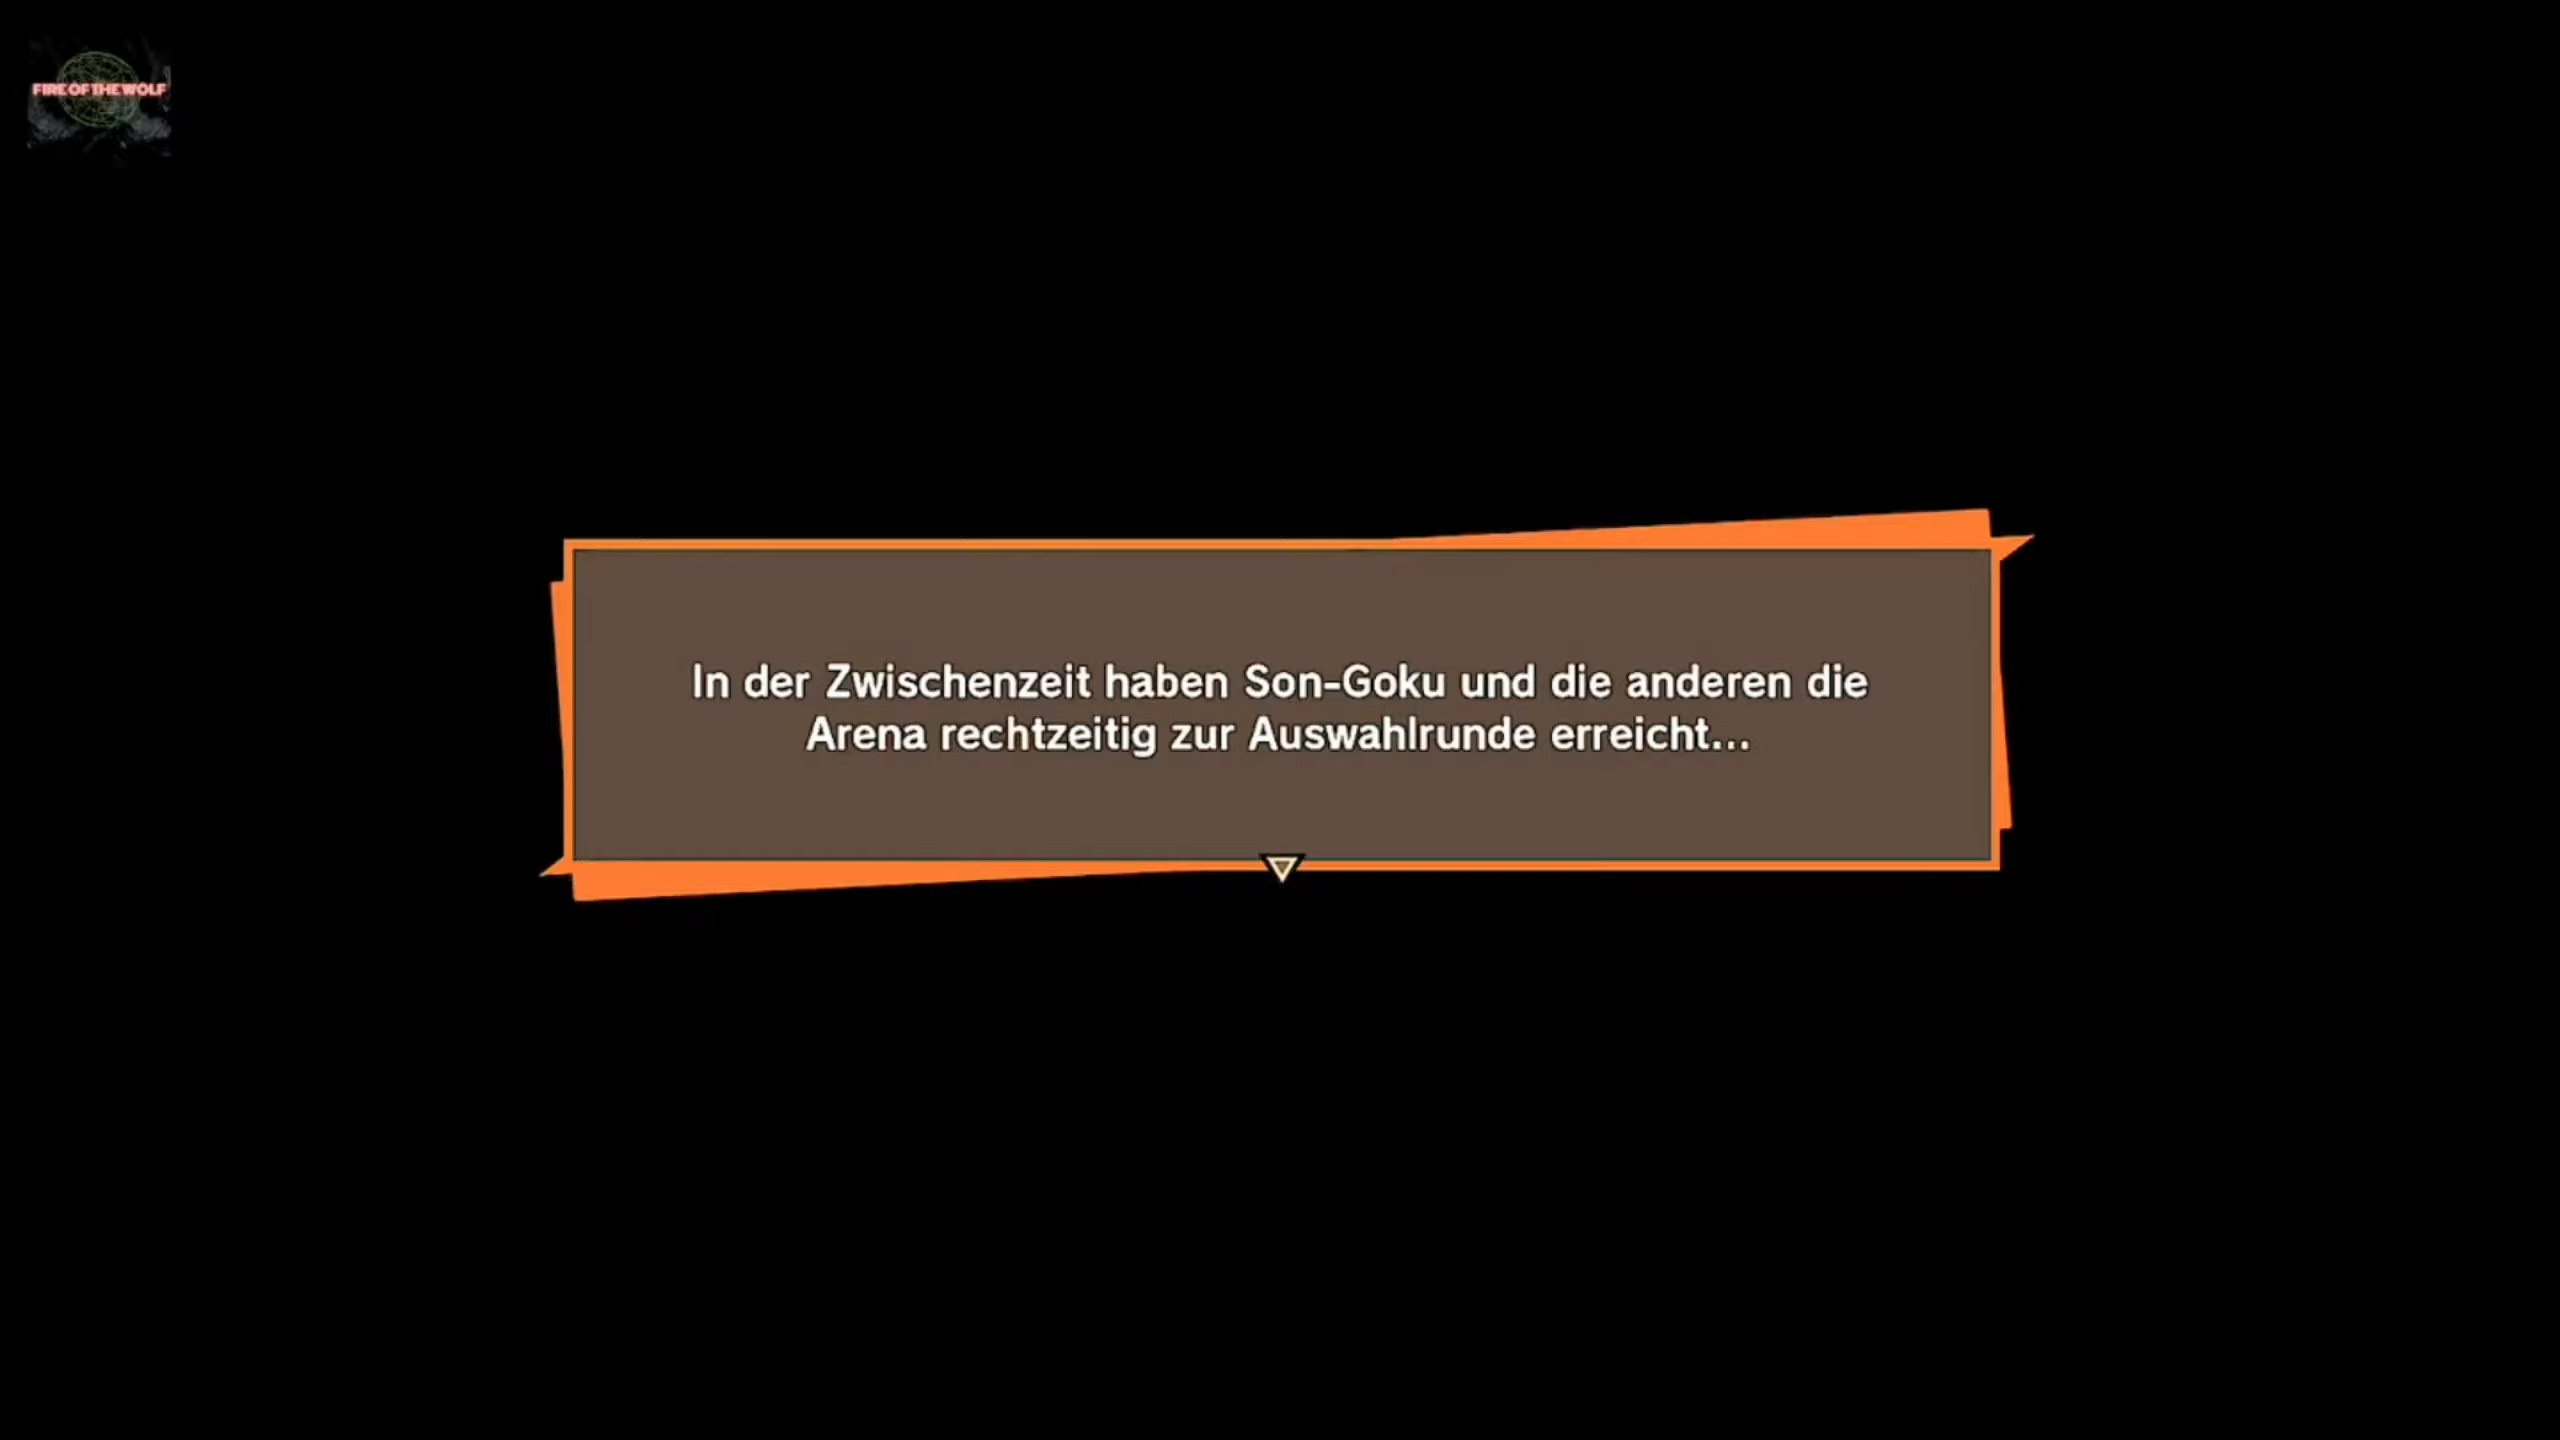 FIRE OF THE WOLF
In der Zwischenzeit haben Son-Goku und die anderen die
Arena rechtzeitig zur Auswahlrunde erreicht...